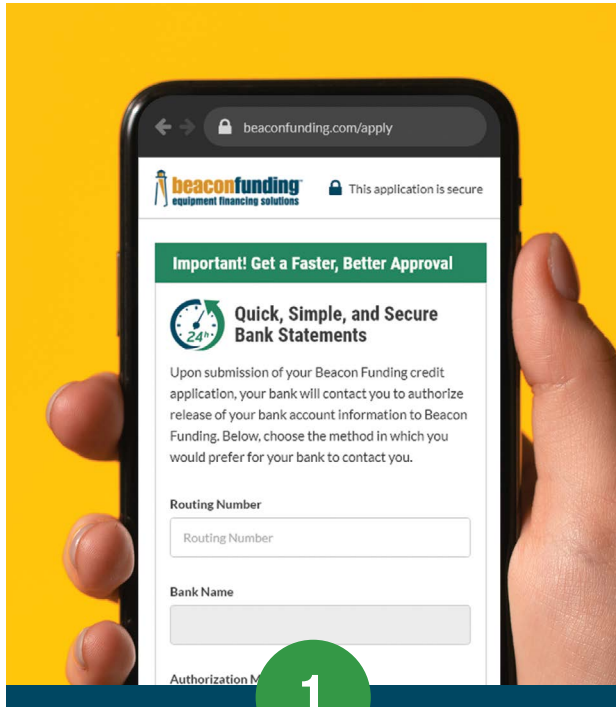 beaconfunding.com/apply
beaconfunding
equipment financing solutions
This application is secure
Important! Get a Faster, Better Approval
24h
Quick, Simple, and Secure
Bank Statements
Upon submission of your Beacon Funding credit
application, your bank will contact you to authorize
release of your bank account information to Beacon
Funding. Below, choose the method in which you
would prefer for your bank to contact you.
Routing Number
Routing Number
Bank Name
Authorization
1